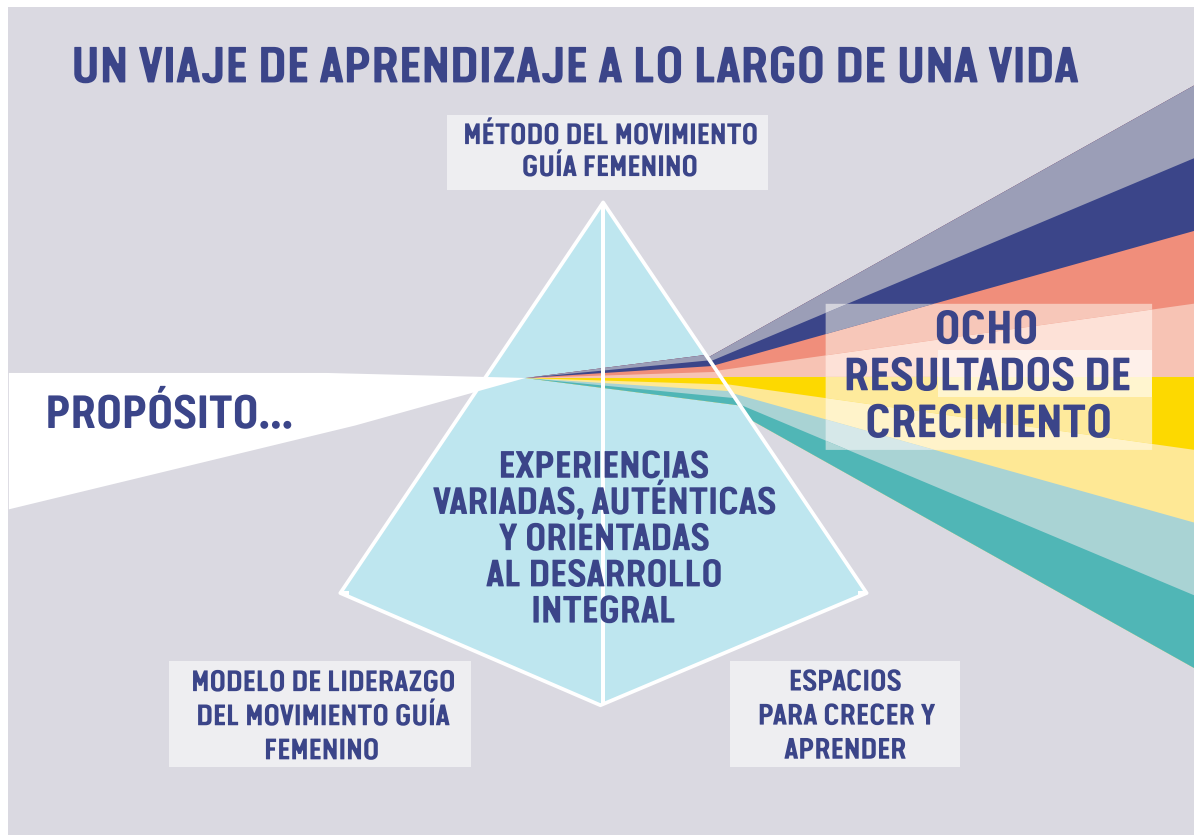 UN VIAJE DE APRENDIZAJE A LO LARGO DE UNA VIDA
MÉTODO DEL MOVIMIENTO
GUÍA FEMENINO
PROPÓSITO...
OCHO
RESULTADOS DE
CRECIMIENTO
EXPERIENCIAS
VARIADAS, AUTÉNTICAS
Y ORIENTADAS
AL DESARROLLO
INTEGRAL
MODELO DE LIDERAZGO
DEL MOVIMIENTO GUÍA
FEMENINO
ESPACIOS
PARA CRECER Y
APRENDER